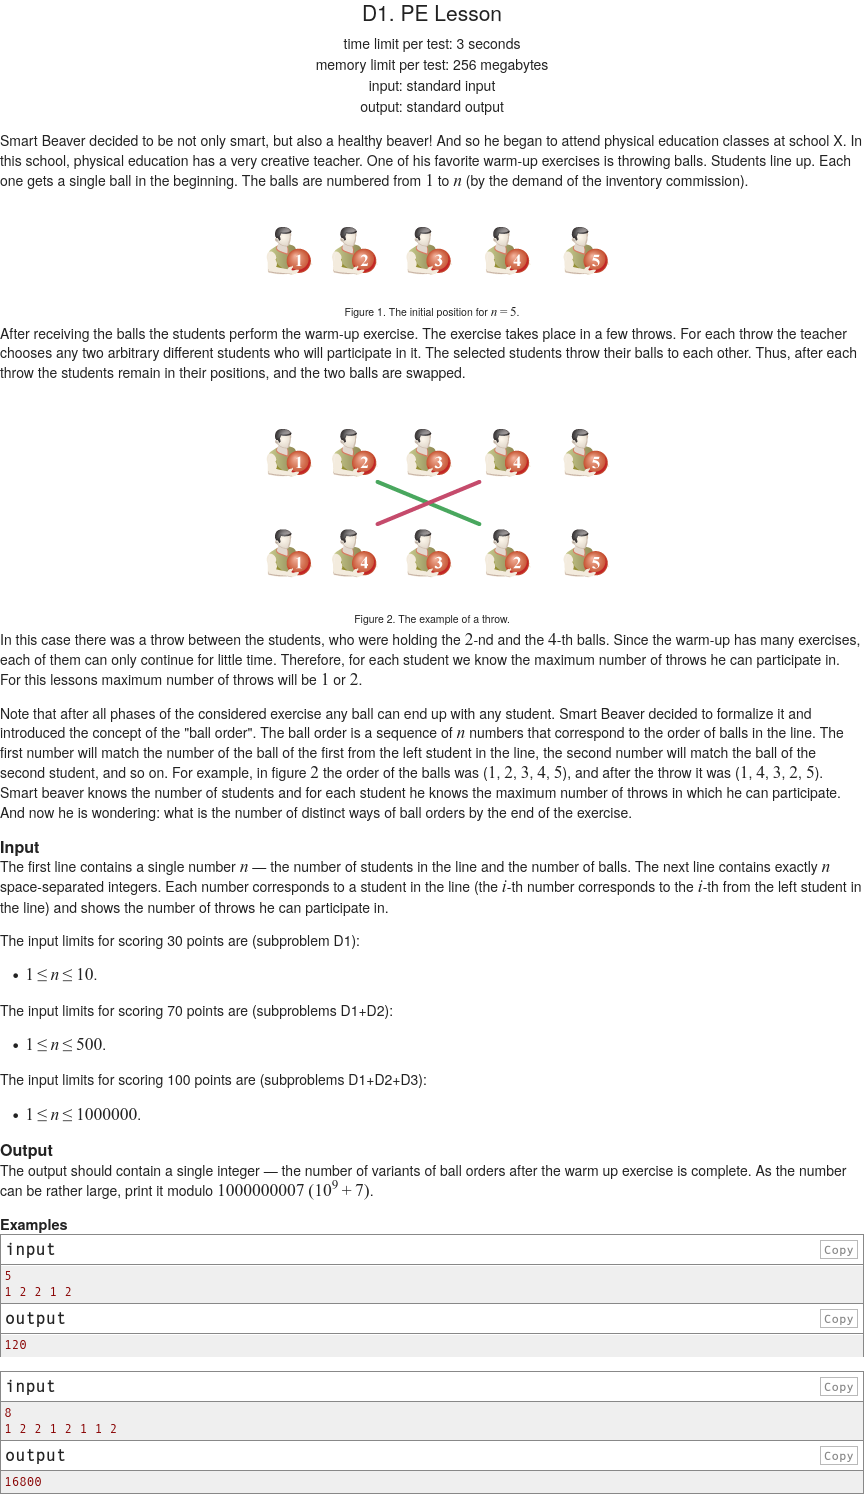 D1. PE Lesson
time limit per test: 3 seconds
memory limit per test: 256 megabytes
input: standard input
output: standard output
Smart Beaver decided to be not only smart, but also a healthy beaver! And so he began to attend physical education classes at school X. In
this school, physical education has a very creative teacher. One of his favorite warm-up exercises is throwing balls. Students line up. Each
one gets a single ball in the beginning. The balls are numbered from 1 to n (by the demand of the inventory commission).
1 2 3 4 5
Figure 1. The initial position for n = 5.
After receiving the balls the students perform the warm-up exercise. The exercise takes place in a few throws. For each throw the teacher
chooses any two arbitrary different students who will participate in it. The selected students throw their balls to each other. Thus, after each
throw the students remain in their positions, and the two balls are swapped.
1 2 3 4 5
1 4 3 2 5
Figure 2. The example of a throw.
In this case there was a throw between the students, who were holding the 2-nd and the 4-th balls. Since the warm-up has many exercises,
each of them can only continue for little time. Therefore, for each student we know the maximum number of throws he can participate in.
For this lessons maximum number of throws will be 1 or 2.
Note that after all phases of the considered exercise any ball can end up with any student. Smart Beaver decided to formalize it and
introduced the concept of the "ball order". The ball order is a sequence of n numbers that correspond to the order of balls in the line. The
first number will match the number of the ball of the first from the left student in the line, the second number will match the ball of the
second student, and so on. For example, in figure 2 the order of the balls was (1, 2, 3, 4, 5), and after the throw it was (1, 4, 3, 2, 5).
Smart beaver knows the number of students and for each student he knows the maximum number of throws in which he can participate.
And now he is wondering: what is the number of distinct ways of ball orders by the end of the exercise.
Input
The first line contains a single number n — the number of students in the line and the number of balls. The next line contains exactly n
space-separated integers. Each number corresponds to a student in the line (the i-th number corresponds to the i-th from the left student in
the line) and shows the number of throws he can participate in.
The input limits for scoring 30 points are (subproblem D1):
• 1 ≤ n ≤ 10.
The input limits for scoring 70 points are (subproblems D1+D2):
• 1 ≤ n ≤ 500.
The input limits for scoring 100 points are (subproblems D1+D2+D3):
• 1 ≤ n ≤ 1000000.
Output
The output should contain a single integer — the number of variants of ball orders after the warm up exercise is complete. As the number
can be rather large, print it modulo 1000000007 (10^9 + 7).
Examples
input Copy
5
1 2 2 1 2
output Copy
120
input Copy
8
1 2 2 1 2 1 1 2
output Copy
16800